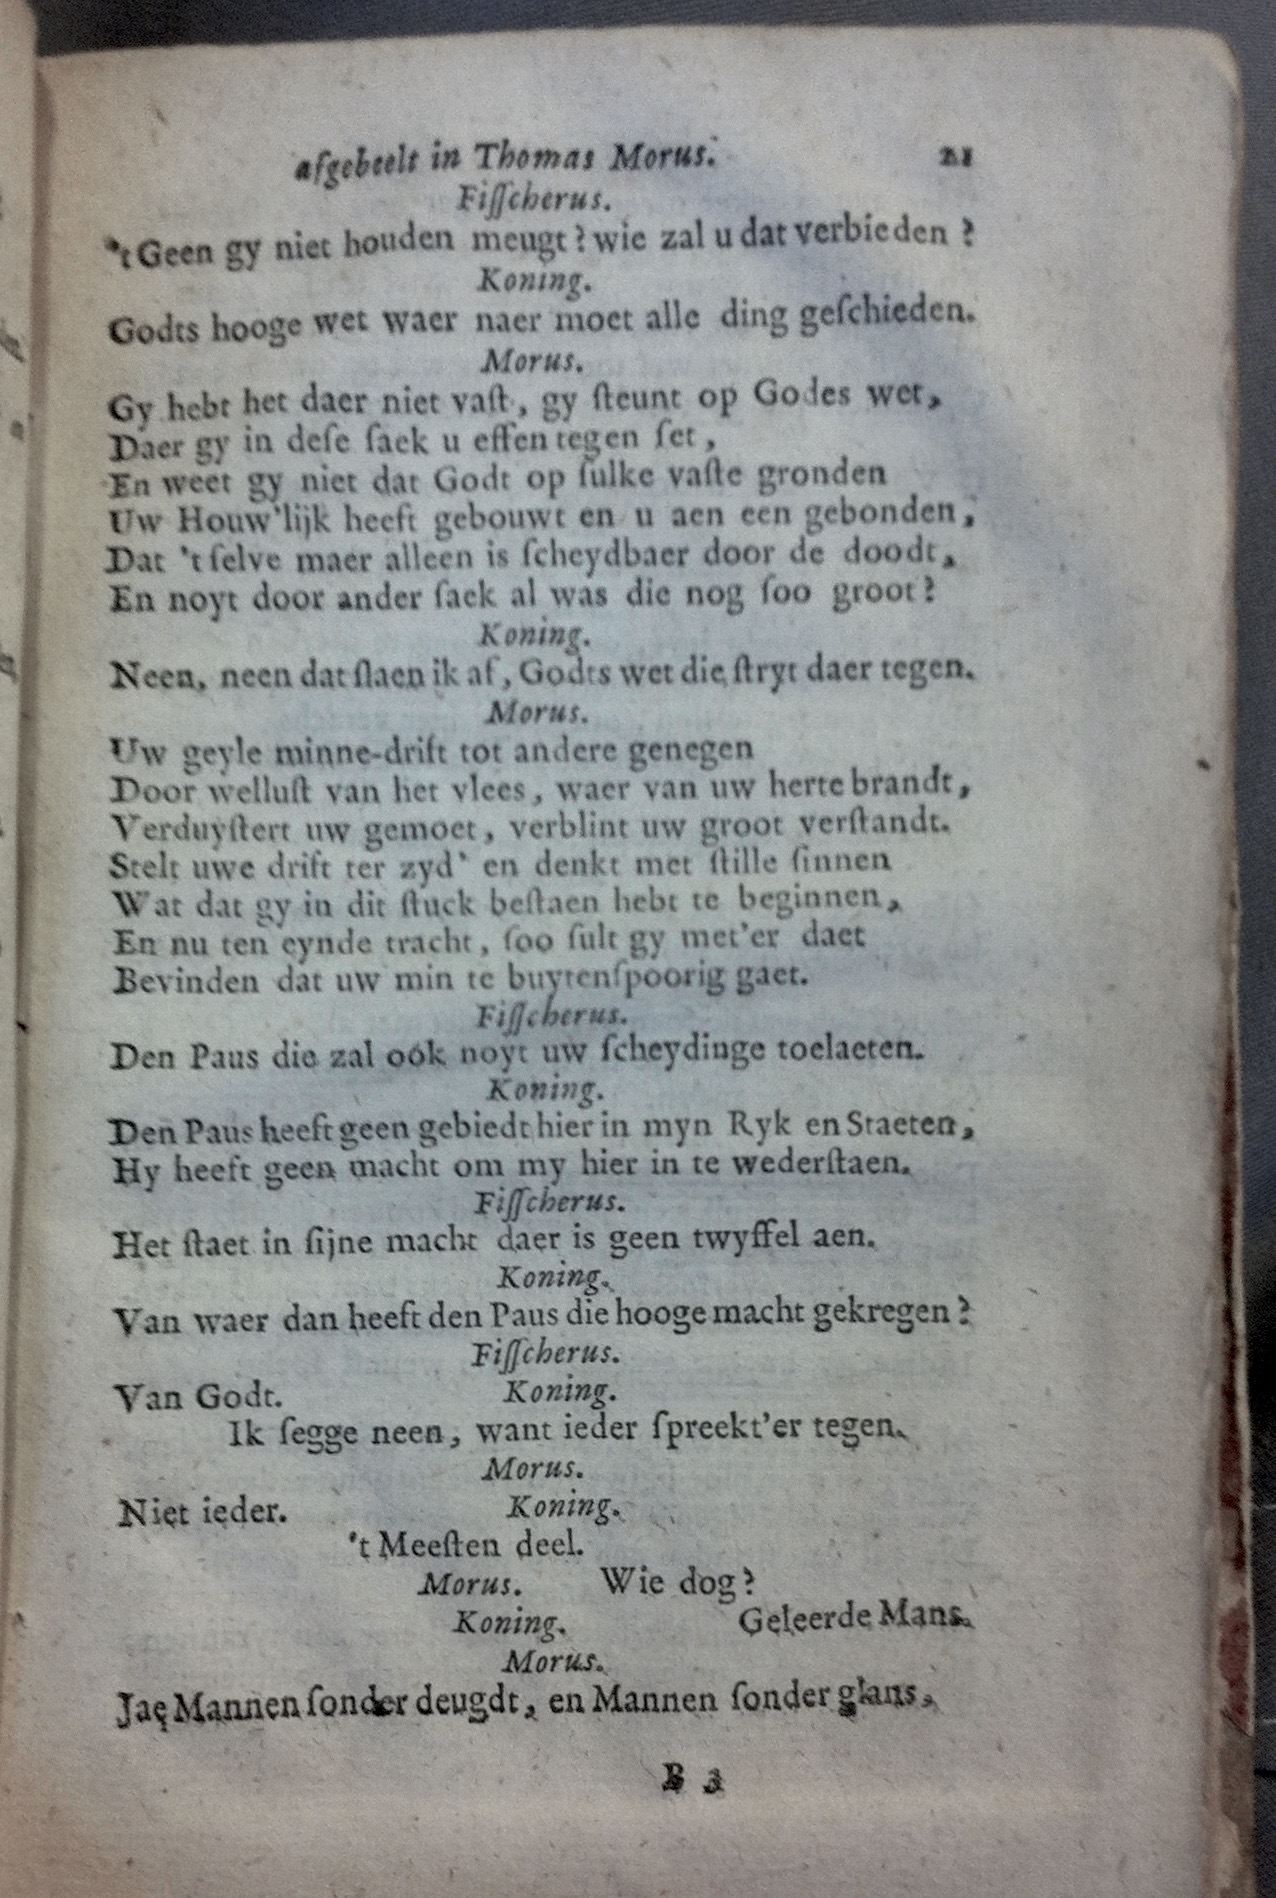 afgebeelt in Thomas Morus. 21
Fiſſcherus.
't Geen gy niet houden meugt? wie zal u dat verbieden?
Koning.
Godts hooge wet waer naer moet alle ding geſchieden.
Morus.
Gy hebt het daer niet vaſt, gy ſteunt op Godes wet,
Daer gy in deſe ſaek u effen tegen ſet,
En weet gy niet dat Godt op ſulke vaſte gronden
Uw Houw'lijk heeft gebouwt en u aen een gebonden,
Dat 't ſelve maer alleen is ſcheydbaer door de doodt,
En noyt door ander ſaek al was die nog ſoo groot?
Koning.
Neen, neen dat ſlaen ik af, Godts wet die ſtryt daer tegen.
Morus.
Uw geyle minne-drift tot andere genegen
Door welluſt van het vlees, waer van uw herte brandt,
Verduyſtert uw gemoet, verblint uw groot verſtandt.
Stelt uwe drift ter zyd' en denkt met ſtille ſinnen
Wat dat gy in dit ſtuck beſtaen hebt te beginnen,
En nu ten eynde tracht, ſoo ſult gy met'er daet
Bevinden dat uw min te buytenſpoorig gaet.
Fiſſcherus.
Den Paus die zal oók noyt uw ſcheydinge toelaeten.
Koning.
Den Paus heeft geen gebiedt hier in myn Ryk en Staeten,
Hy heeft geen macht om my hier in te wederſtaen.
Fiſſcherus.
Het ſtaet in ſijne macht daer is geen twyffel aen.
Koning.
Van waer dan heeft den Paus die hooge macht gekregen?
Fiſſcherus.
Van Godt. Koning.
Ik ſegge neen, want ieder ſpreekt'er tegen.
Morus.
Niet ieder. Koning.
't Meeſten deel.
Morus. Wie dog?
Koning. Geleerde Mans.
Morus.
Jae Mannen ſonder deugdt, en Mannen ſonder glans,
B 3